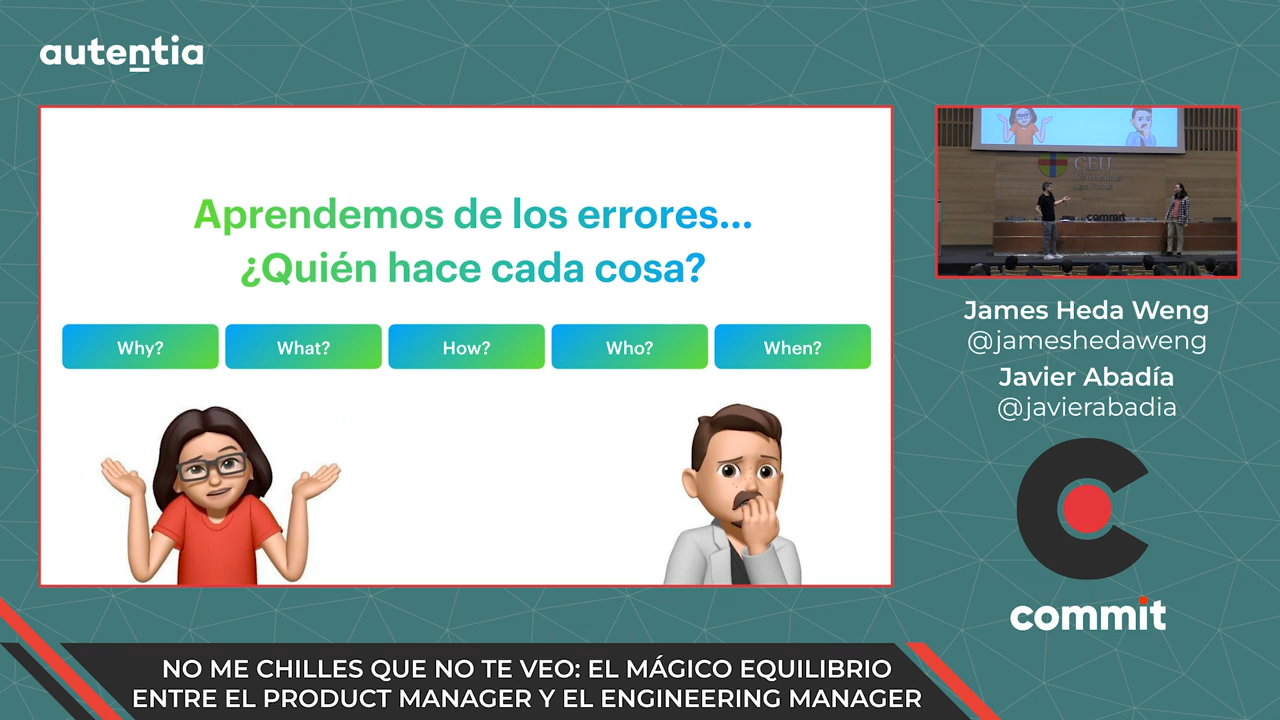 autentia
Aprendemos de los errores...
¿Quién hace cada cosa?
Why?
What?
How?
Who?
When?
CEU
commit
James Heda Weng
@jameshedaweng
Javier Abadía
@javierabadia
commit
NO ME CHILLES QUE NO TE VEO: EL MÁGICO EQUILIBRIO
ENTRE EL PRODUCT MANAGER Y EL ENGINEERING MANAGER